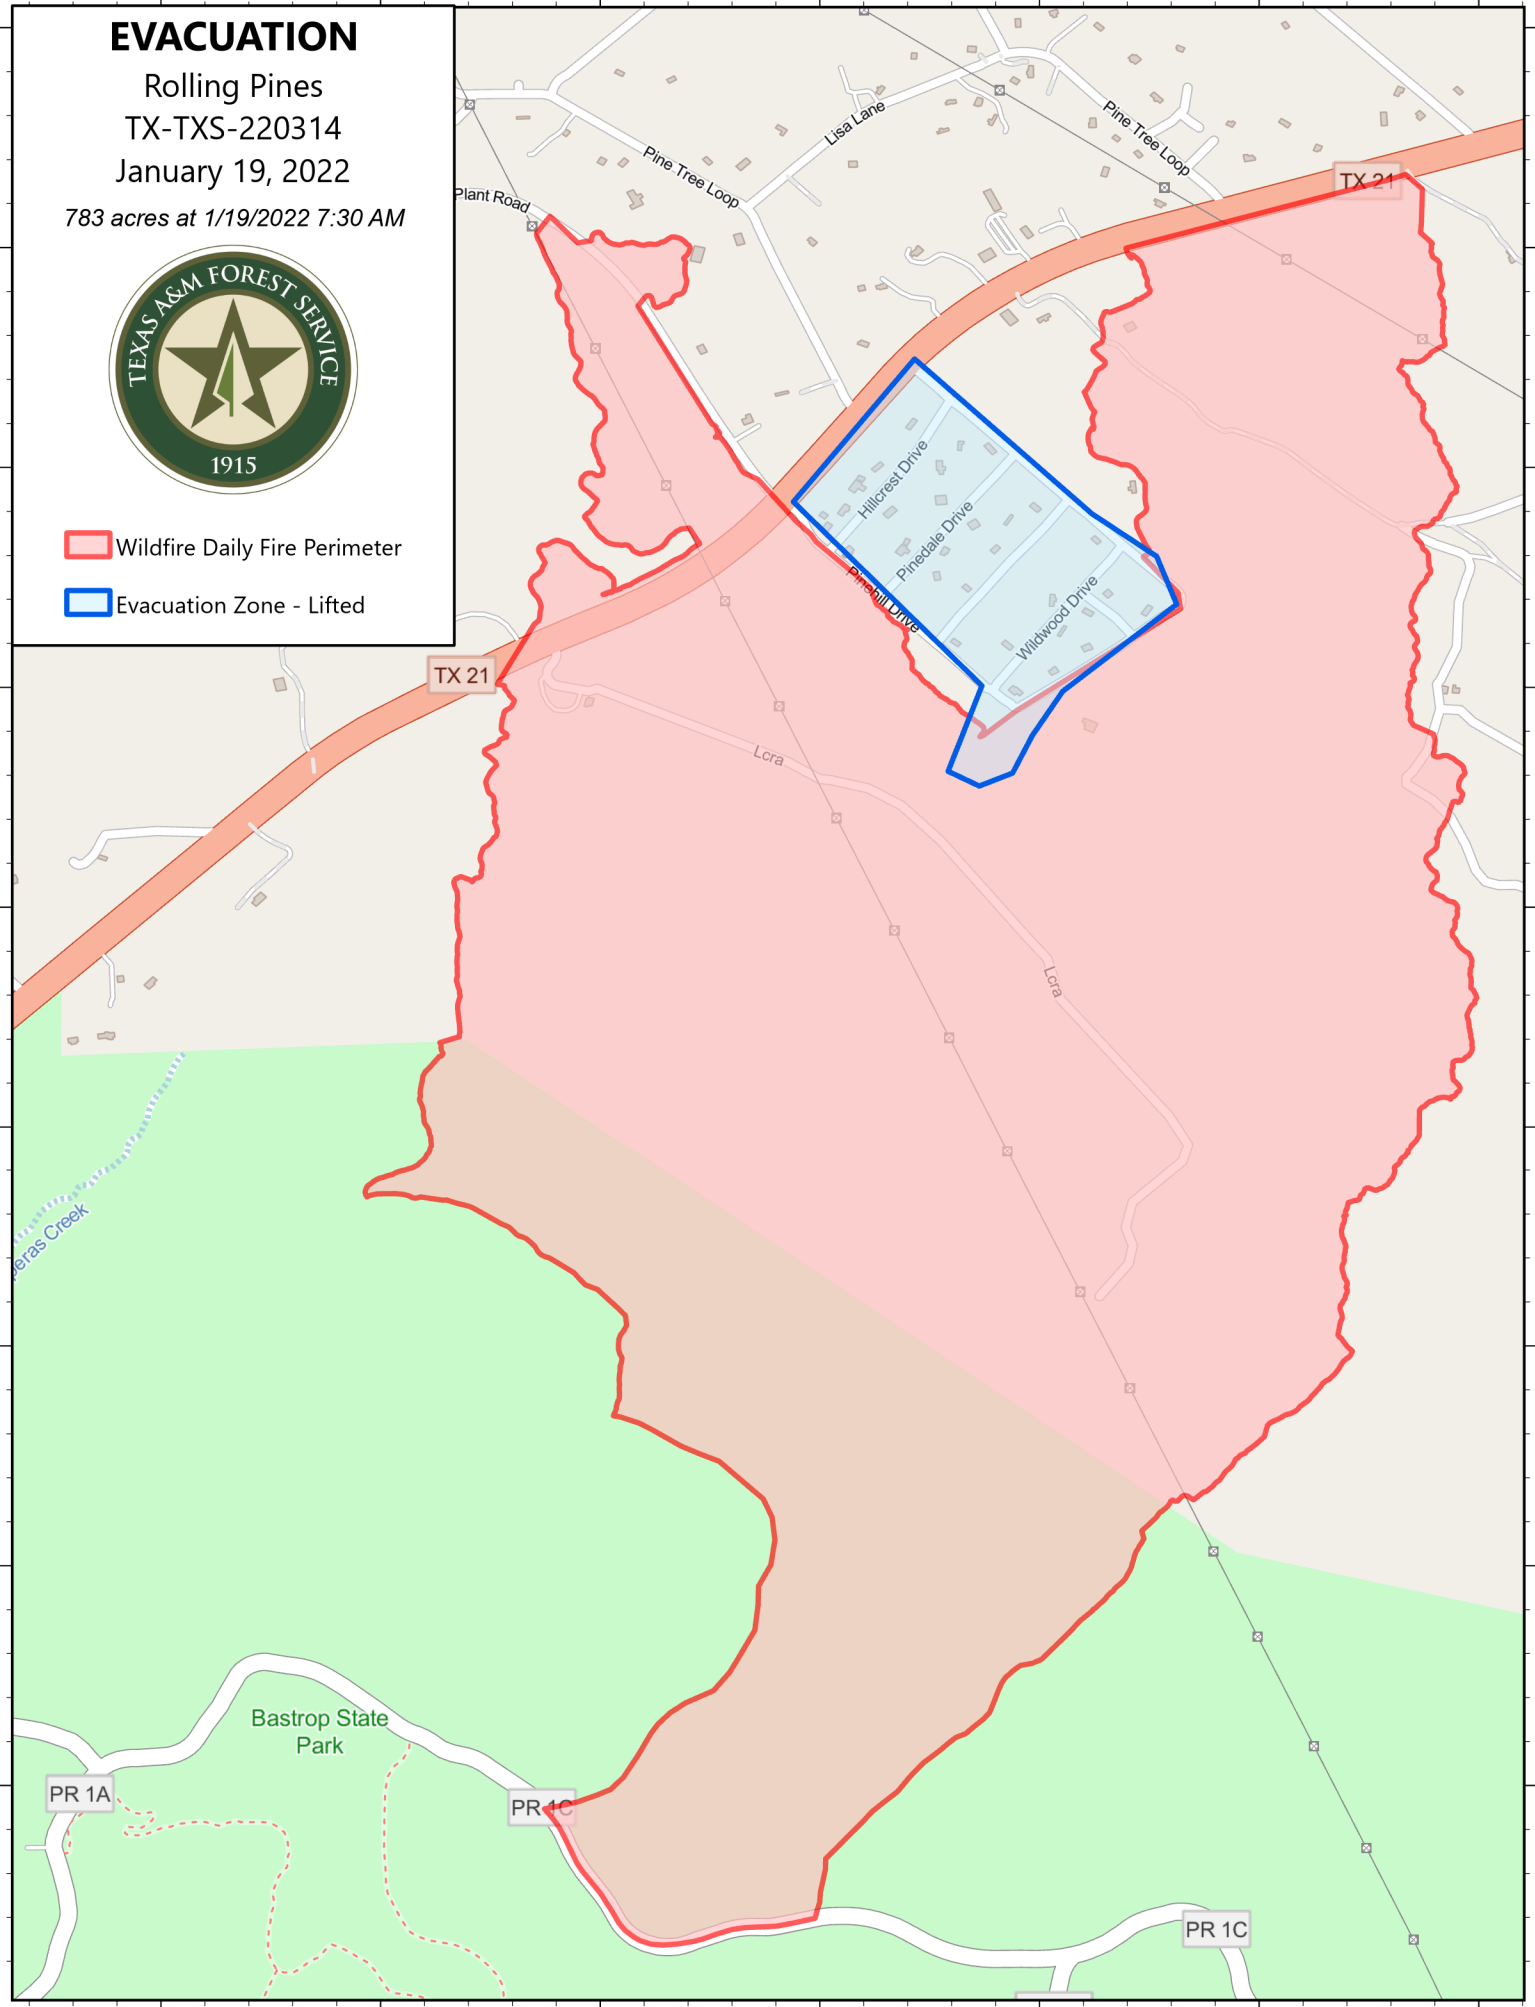 EVACUATION
Rolling Pines
TX-TXS-220314
January 19, 2022
783 acres at 1/19/2022 7:30 AM
TEXAS A&M FOREST SERVICE
1915
Wildfire Daily Fire Perimeter
Evacuation Zone - Lifted
Lisa Lane
Pine Tree Loop
Pine Tree Loop
Plant Road
TX 21
Hillcrest Drive
Pinedale Drive
Pinehill Drive
Wildwood Drive
TX 21
Lcra
Lcra
peras Creek
Bastrop State
Park
PR 1A
PR 1C
PR 1C